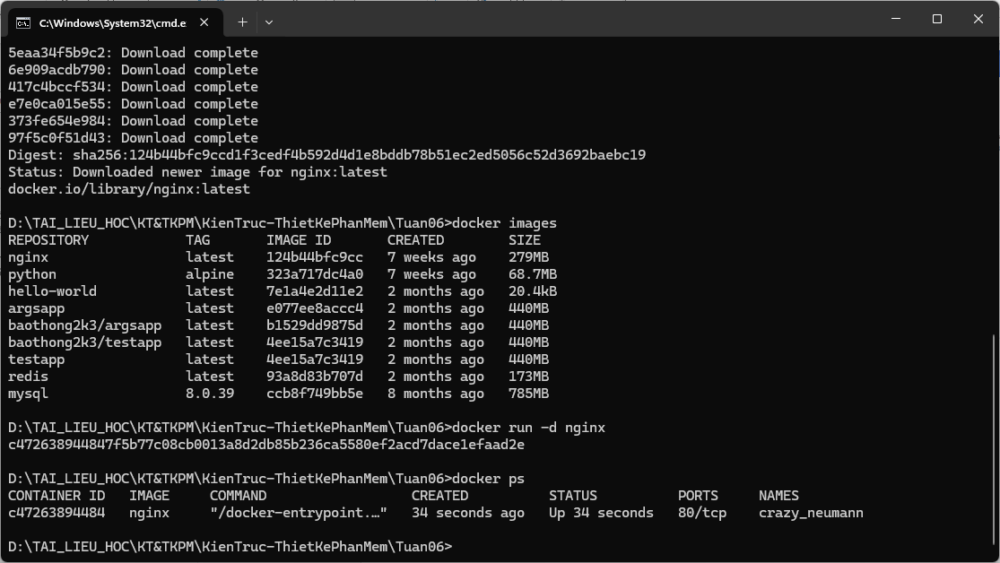 C:\Windows\System32\cmd.e
5eaa34f5b9c2: Download complete
6e909acdb790: Download complete
417c4bccf534: Download complete
e7e0ca015e55: Download complete
373fe654e984: Download complete
97f5c0f51d43: Download complete
Digest: sha256:124b44bfc9ccd1f3cedf4b592d4d1e8bddb78b51ec2ed5056c52d3692baebc19
Status: Downloaded newer image for nginx:latest
docker.io/library/nginx:latest
D:\TAI_LIEU_HOC\KT&TKPM\KienTruc-ThietKePhanMem\Tuan06>docker images
REPOSITORY TAG IMAGE ID CREATED SIZE
nginx latest 124b44bfc9cc 7 weeks ago 279MB
python alpine 323a717dc4a0 7 weeks ago 68.7MB
hello-world latest 7e1a4e2d11e2 2 months ago 20.4kB
argsapp latest e077ee8accc4 2 months ago 440MB
baothong2k3/argsapp latest b1529dd9875d 2 months ago 440MB
baothong2k3/testapp latest 4ee15a7c3419 2 months ago 440MB
testapp latest 4ee15a7c3419 2 months ago 440MB
redis latest 93a8d83b707d 2 months ago 173MB
mysql 8.0.39 ccb8f749bb5e 8 months ago 785MB
D:\TAI_LIEU_HOC\KT&TKPM\KienTruc-ThietKePhanMem\Tuan06>docker run -d nginx
c472638944847f5b77c08cb0013a8d2db85b236ca5580ef2acd7dace1efaad2e
D:\TAI_LIEU_HOC\KT&TKPM\KienTruc-ThietKePhanMem\Tuan06>docker ps
CONTAINER ID IMAGE COMMAND CREATED STATUS PORTS NAMES
c47263894484 nginx "/docker-entrypoint.…" 34 seconds ago Up 34 seconds 80/tcp crazy_neumann
D:\TAI_LIEU_HOC\KT&TKPM\KienTruc-ThietKePhanMem\Tuan06>